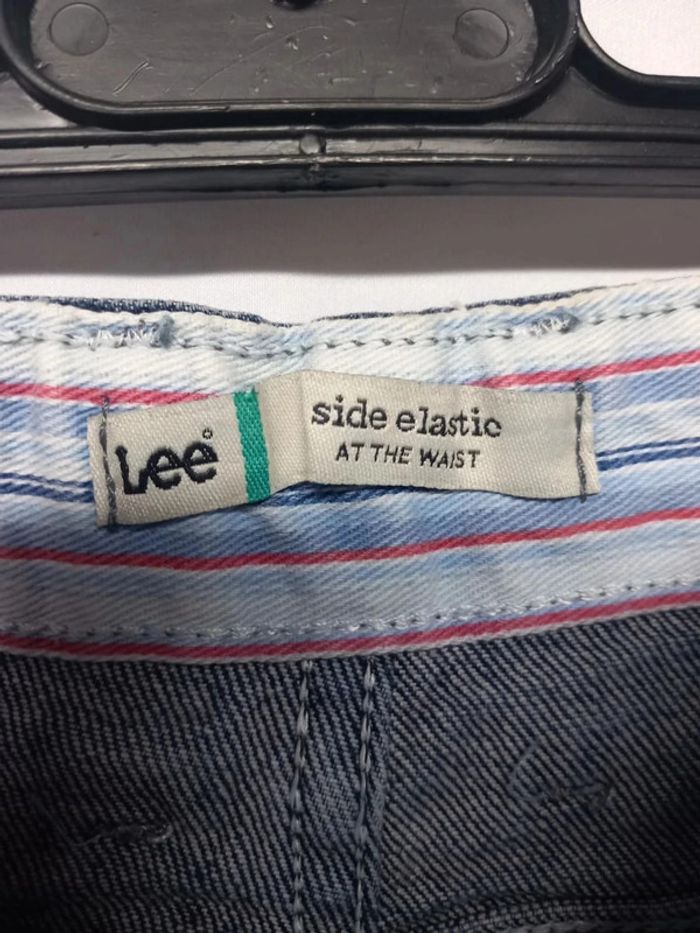 Lee
side elastic
AT THE WAIST